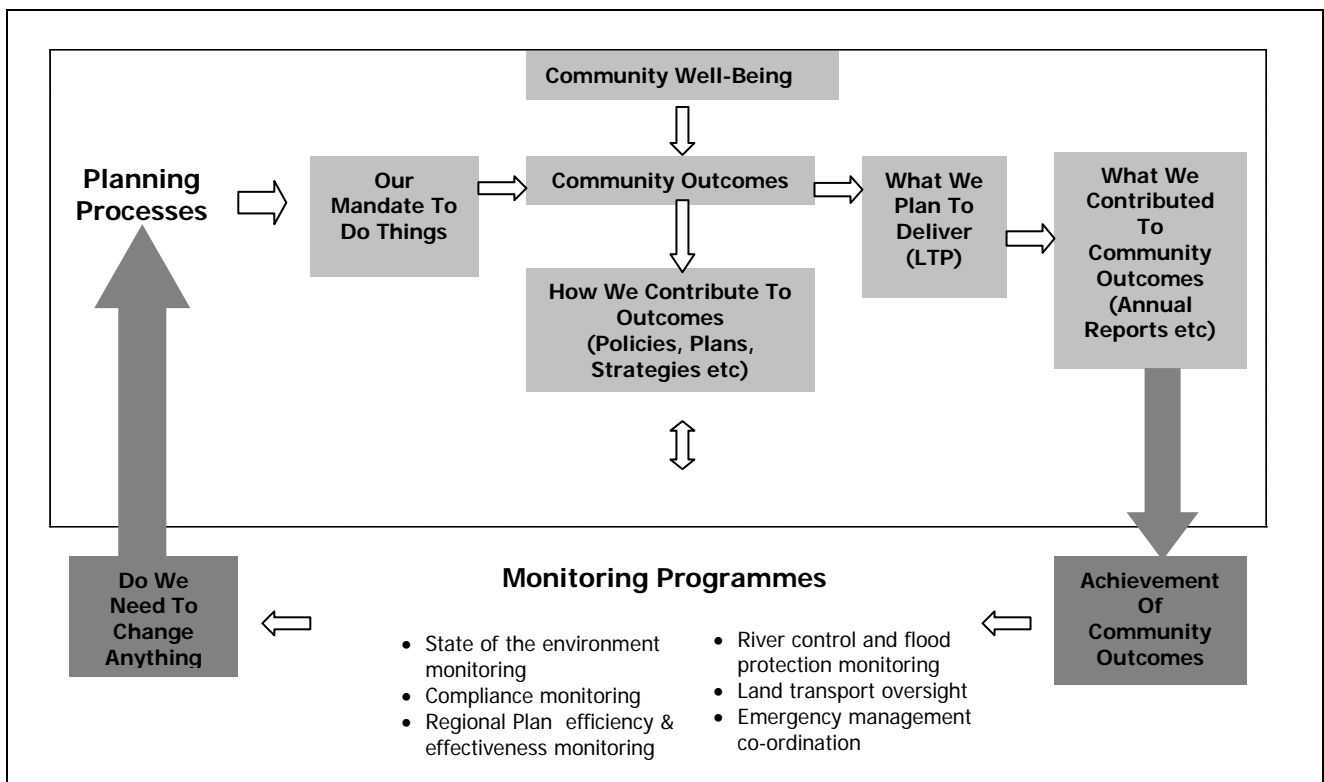 Community Well-Being
Planning
Processes
Our
Mandate To
Do Things
Community Outcomes
What We
Plan To
Deliver
(LTP)
What We
Contributed
To
Community
Outcomes
(Annual
Reports etc)
How We Contribute To
Outcomes
(Policies, Plans,
Strategies etc)
Do We
Need To
Change
Anything
Monitoring Programmes
• State of the environment
monitoring
• Compliance monitoring
• Regional Plan efficiency &
effectiveness monitoring
• River control and flood
protection monitoring
• Land transport oversight
• Emergency management
co-ordination
Achievement
Of
Community
Outcomes